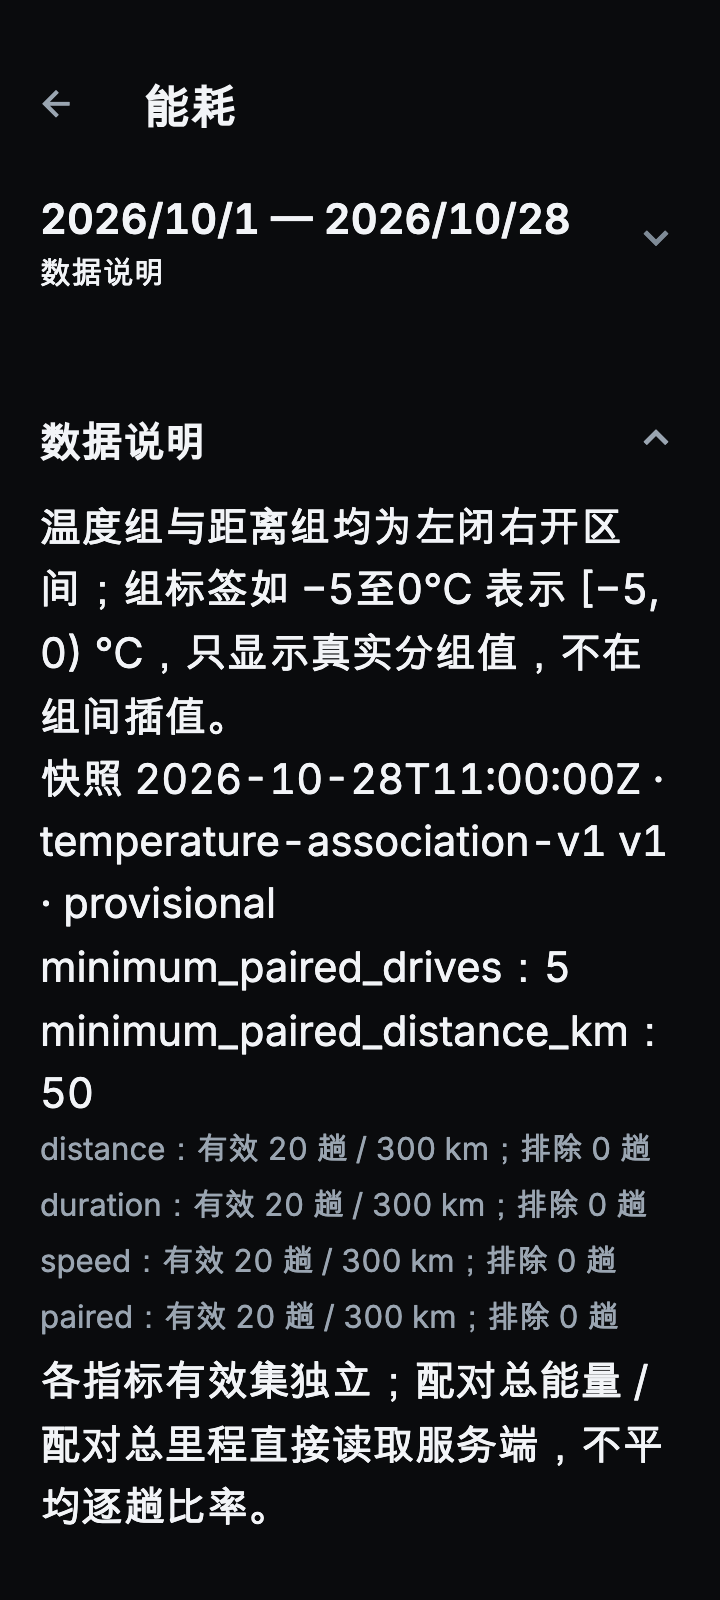 能耗
2026/10/1 — 2026/10/28
数据说明
数据说明
温度组与距离组均为左闭右开区
间；组标签如 −5至0°C 表示 [−5,
0) °C，只显示真实分组值，不在
组间插值。
快照 2026-10-28T11:00:00Z ·
temperature-association-v1 v1
· provisional
minimum_paired_drives：5
minimum_paired_distance_km：
50
distance：有效 20 趟 / 300 km；排除 0 趟
duration：有效 20 趟 / 300 km；排除 0 趟
speed：有效 20 趟 / 300 km；排除 0 趟
paired：有效 20 趟 / 300 km；排除 0 趟
各指标有效集独立；配对总能量 /
配对总里程直接读取服务端，不平
均逐趟比率。